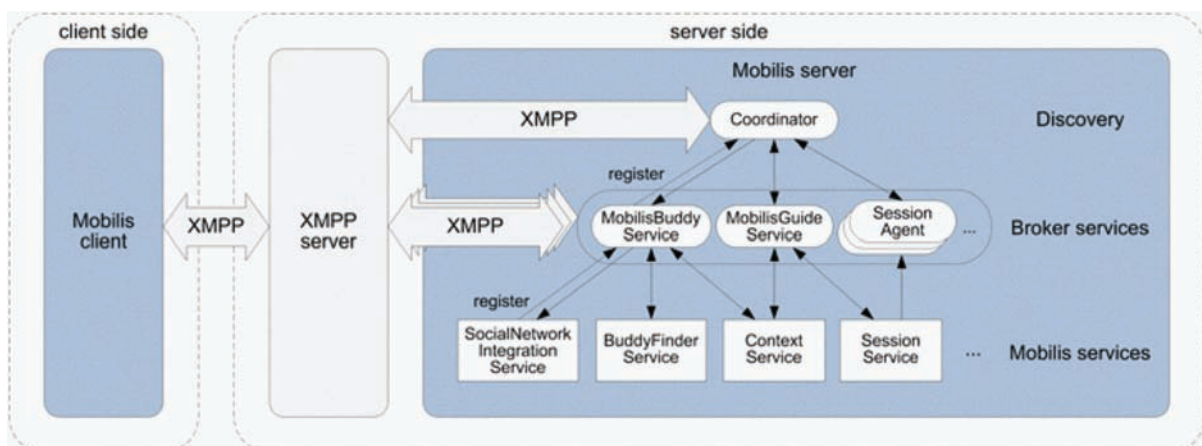 client side
server side
Mobilis server
XMPP
Coordinator
Discovery
register
Mobilis
client
XMPP
XMPP
server
XMPP
MobilisBuddy
Service
MobilisGuide
Service
Session
Agent
...
Broker services
register
SocialNetwork
Integration
Service
BuddyFinder
Service
Context
Service
Session
Service
...
Mobilis services